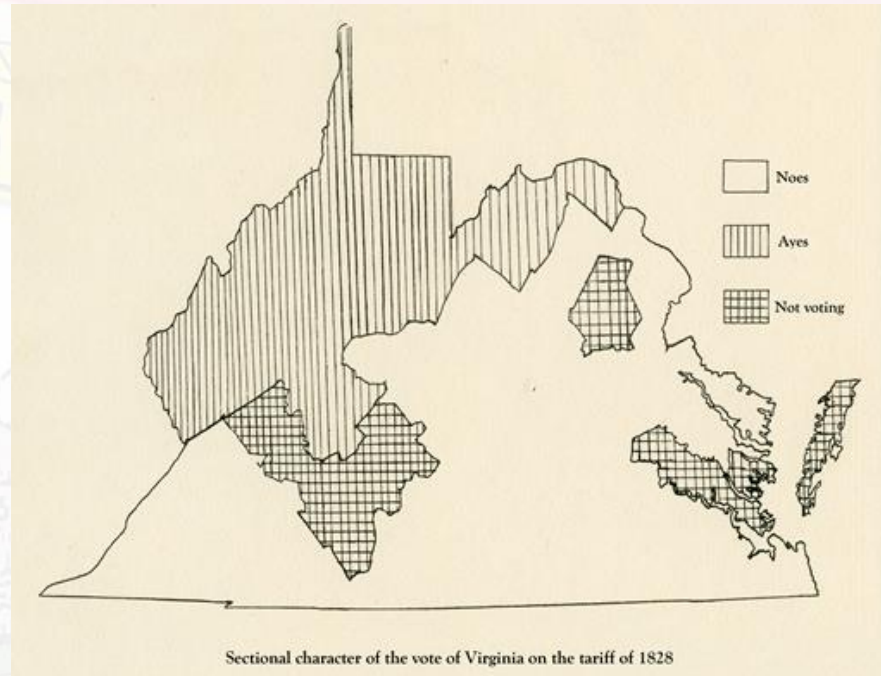 Noes
Ayes
Not voting
Sectional character of the vote of Virginia on the tariff of 1828